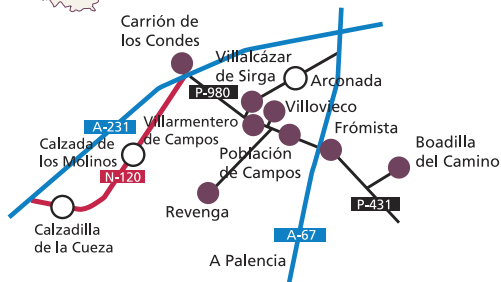 Carrión de
los Condes
Villalcázar
de Sirga
Arconada
P-980
Villovieco
A-231
Villarmentero
de Campos
Frómista
Calzada de
los Molinos
Población
de Campos
Boadilla
del Camino
N-120
Revenga
P-431
Calzadilla
de la Cueza
A-67
A Palencia